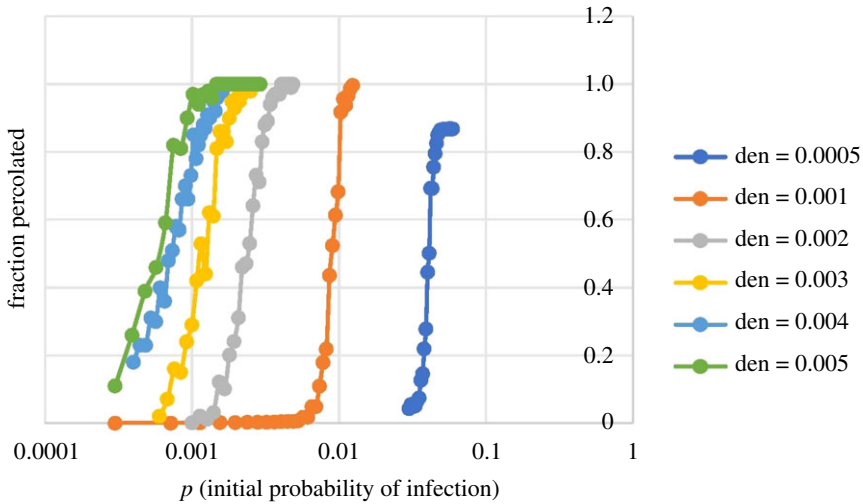 1.2
1.0
0.8
0.6
0.4
0.2
0
fraction percolated
0.0001 0.001 0.01 0.1 1
p (initial probability of infection)
den = 0.0005
den = 0.001
den = 0.002
den = 0.003
den = 0.004
den = 0.005